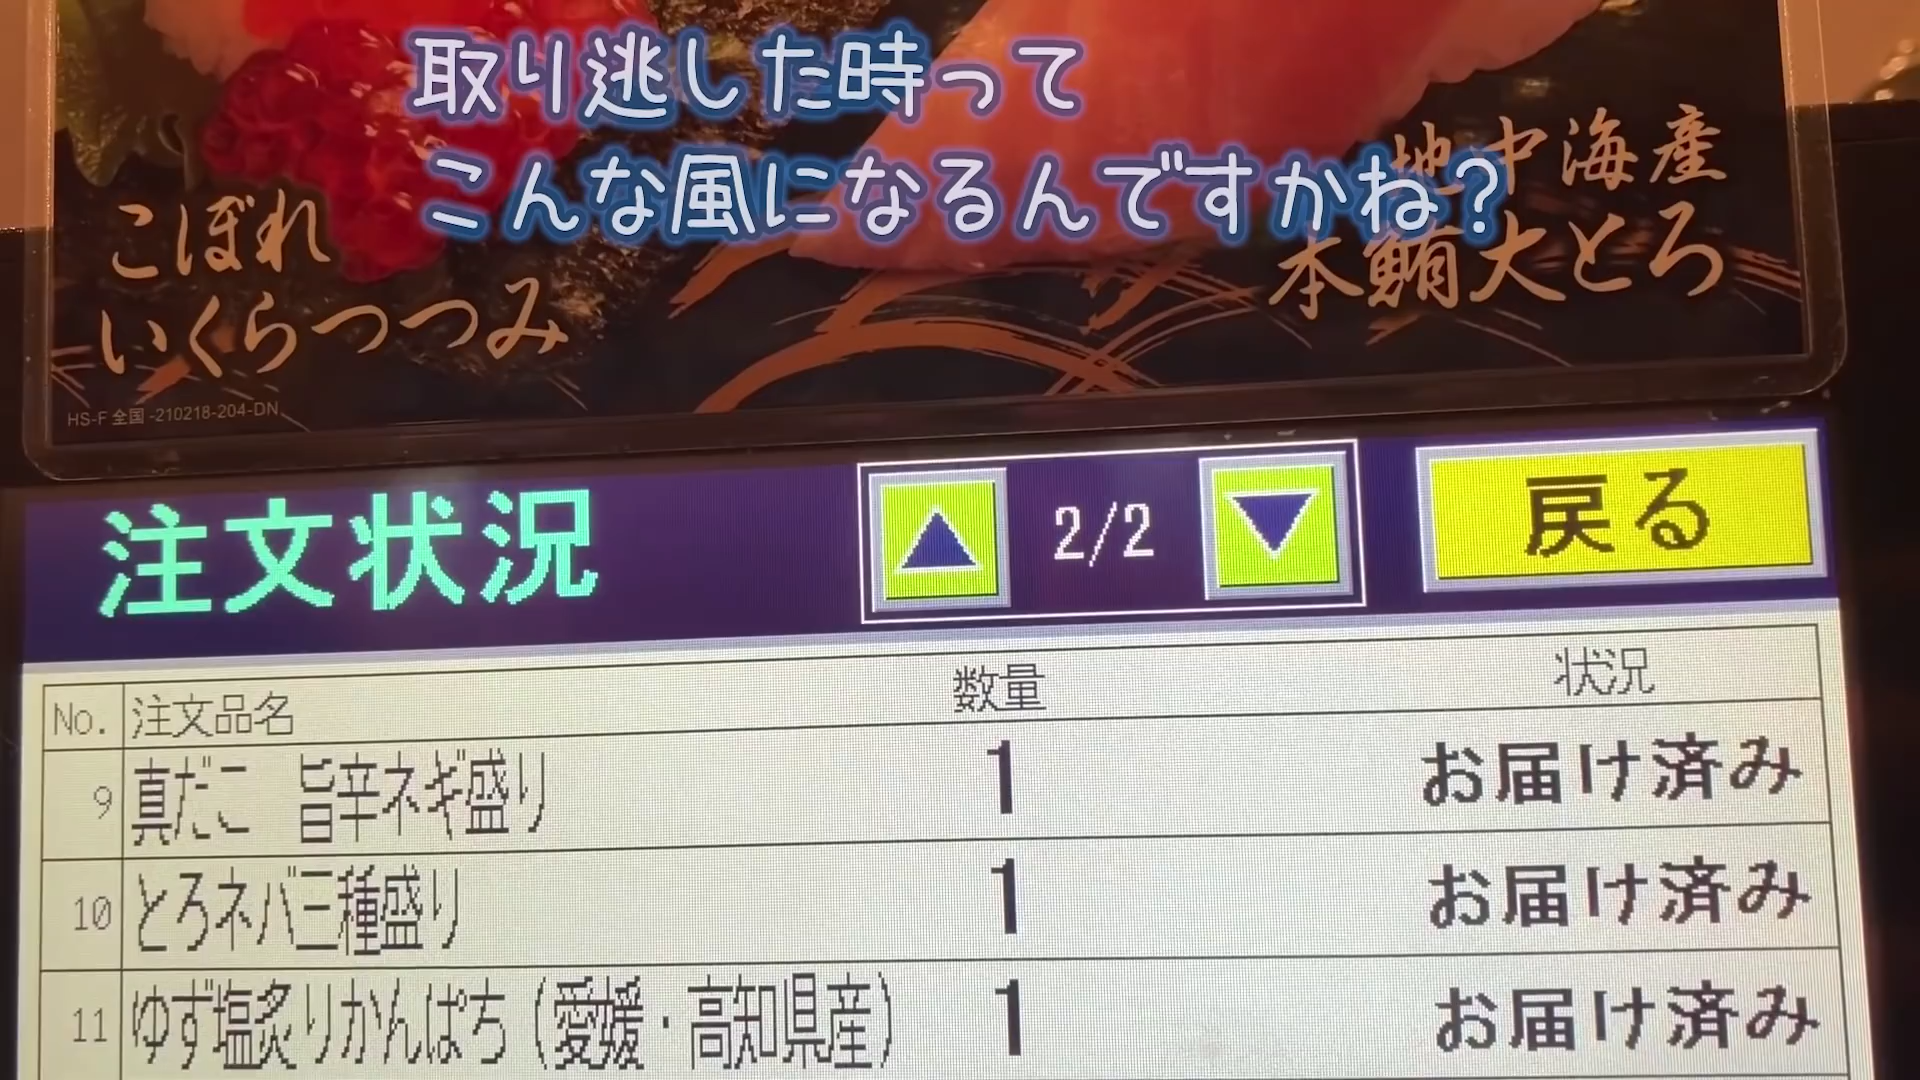 取り逃した時って
こんな風になるんですかね?
地中海産
本鮪大とろ
こぼれ
いくらつつみ
HS-F 全国 -210218-204-DN
注文状況
2/2
戻る
No. 注文品名 数量 状況
9 真だこ 旨辛ネギ盛り 1 お届け済み
10 とろネバ三種盛り 1 お届け済み
11 ゆず塩炙りかんぱち(愛媛・高知県産) 1 お届け済み